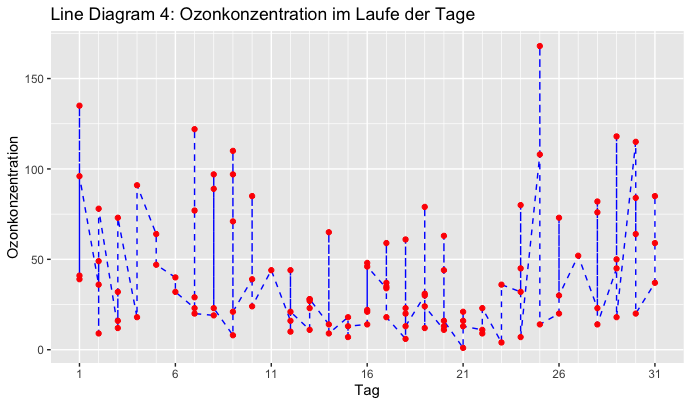 Line Diagram 4: Ozonkonzentration im Laufe der Tage
Ozonkonzentration
150
100
50
0
1 6 11 16 21 26 31
Tag